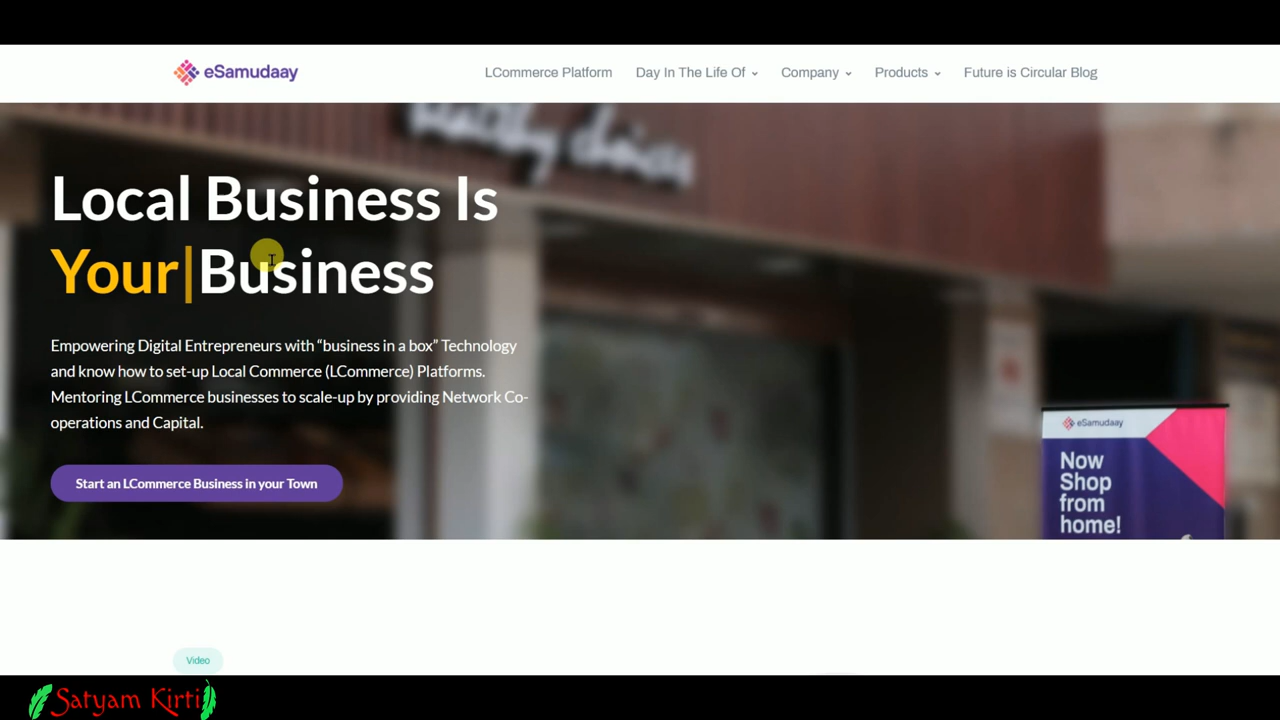 eSamudaay
LCommerce Platform
Day In The Life Of
Company
Products
Future is Circular Blog
Local Business Is
Your Business
Empowering Digital Entrepreneurs with “business in a box” Technology
and know how to set-up Local Commerce (LCommerce) Platforms.
Mentoring LCommerce businesses to scale-up by providing Network Co-
operations and Capital.
Start an LCommerce Business in your Town
eSamudaay
Now
Shop
from
home!
Video
Satyam Kirti